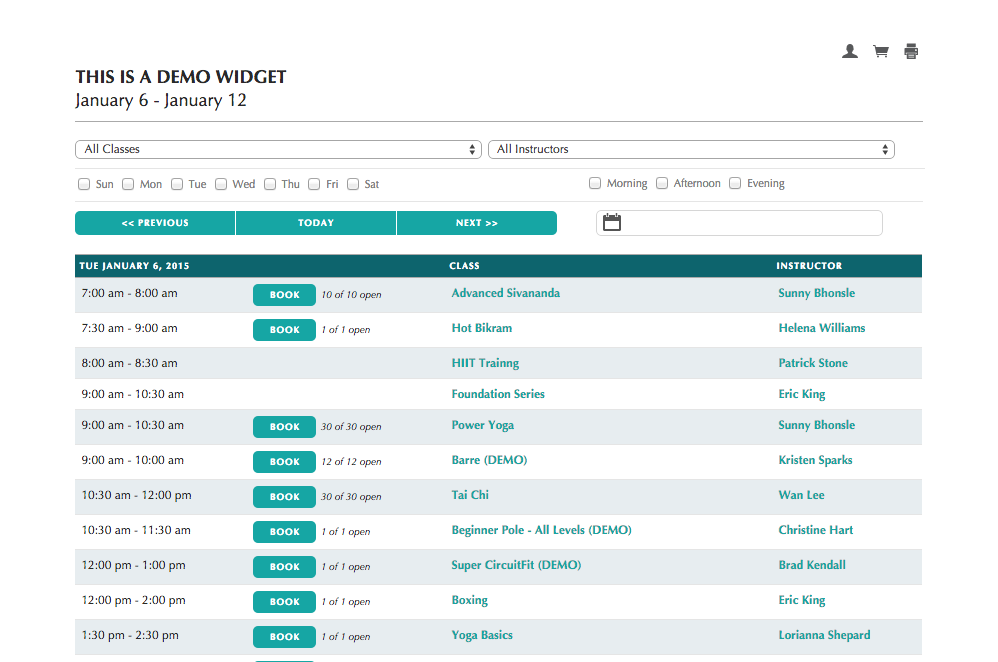 THIS IS A DEMO WIDGET
January 6 - January 12
All Classes All Instructors
Sun Mon Tue Wed Thu Fri Sat Morning Afternoon Evening
<< PREVIOUS TODAY NEXT >>
TUE JANUARY 6, 2015 CLASS INSTRUCTOR
7:00 am - 8:00 am BOOK 10 of 10 open Advanced Sivananda Sunny Bhonsle
7:30 am - 9:00 am BOOK 1 of 1 open Hot Bikram Helena Williams
8:00 am - 8:30 am HIIT Trainng Patrick Stone
9:00 am - 10:30 am Foundation Series Eric King
9:00 am - 10:30 am BOOK 30 of 30 open Power Yoga Sunny Bhonsle
9:00 am - 10:00 am BOOK 12 of 12 open Barre (DEMO) Kristen Sparks
10:30 am - 12:00 pm BOOK 30 of 30 open Tai Chi Wan Lee
10:30 am - 11:30 am BOOK 1 of 1 open Beginner Pole - All Levels (DEMO) Christine Hart
12:00 pm - 1:00 pm BOOK 1 of 1 open Super CircuitFit (DEMO) Brad Kendall
12:00 pm - 2:00 pm BOOK 1 of 1 open Boxing Eric King
1:30 pm - 2:30 pm BOOK 1 of 1 open Yoga Basics Lorianna Shepard